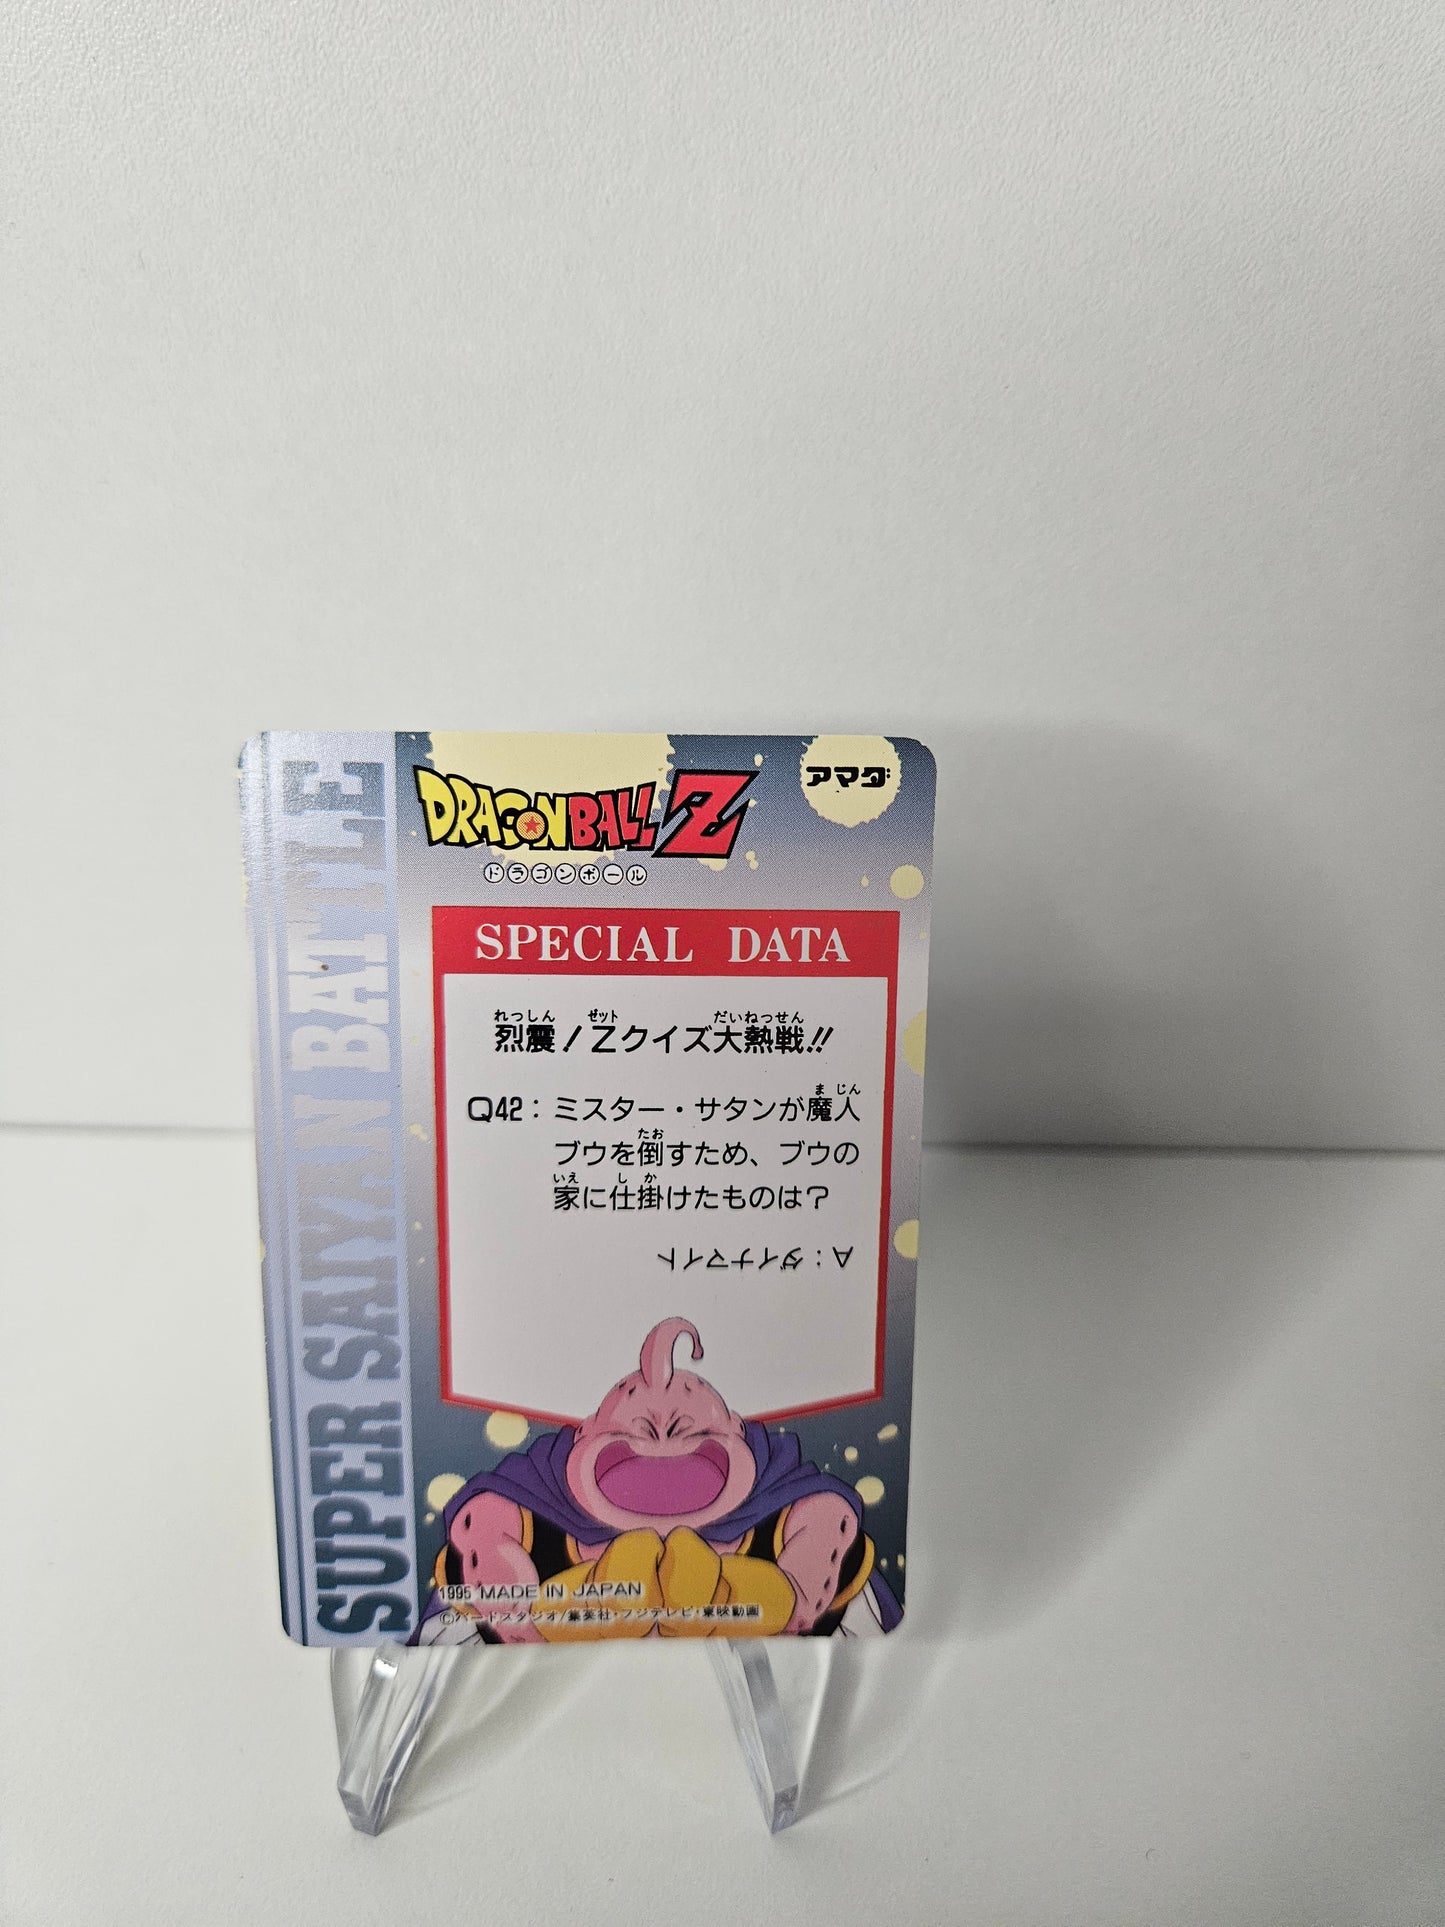 SUPER SAIYAN BATTLE
DRAGONBALL Z
ドラゴンボール
アマダ
SPECIAL DATA
れっしん ゼット だいねっせん
烈震！Zクイズ大熱戦!!
ま じん
Q42：ミスター・サタンが魔人
たお
ブウを倒すため、ブウの
いえ し か
家に仕掛けたものは？
A：ダイナマイト
1995 MADE IN JAPAN
©バードスタジオ/集英社・フジテレビ・東映動画